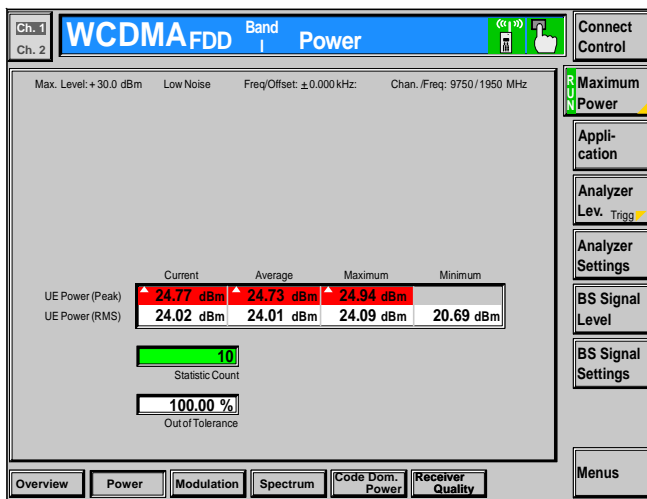 Ch. 1
Ch. 2
WCDMA FDD Band I Power
Connect
Control
Max. Level: + 30.0 dBm Low Noise Freq/Offset: ± 0.000 kHz: Chan. /Freq: 9750 / 1950 MHz
RUN
Maximum
Power
Appli-
cation
Analyzer
Lev. Trigg
Analyzer
Settings
BS Signal
Level
BS Signal
Settings
Menus
Current Average Maximum Minimum
UE Power (Peak) 24.77 dBm 24.73 dBm 24.94 dBm
UE Power (RMS) 24.02 dBm 24.01 dBm 24.09 dBm 20.69 dBm
10
Statistic Count
100.00 %
Out of Tolerance
Overview Power Modulation Spectrum Code Dom. Power Receiver Quality